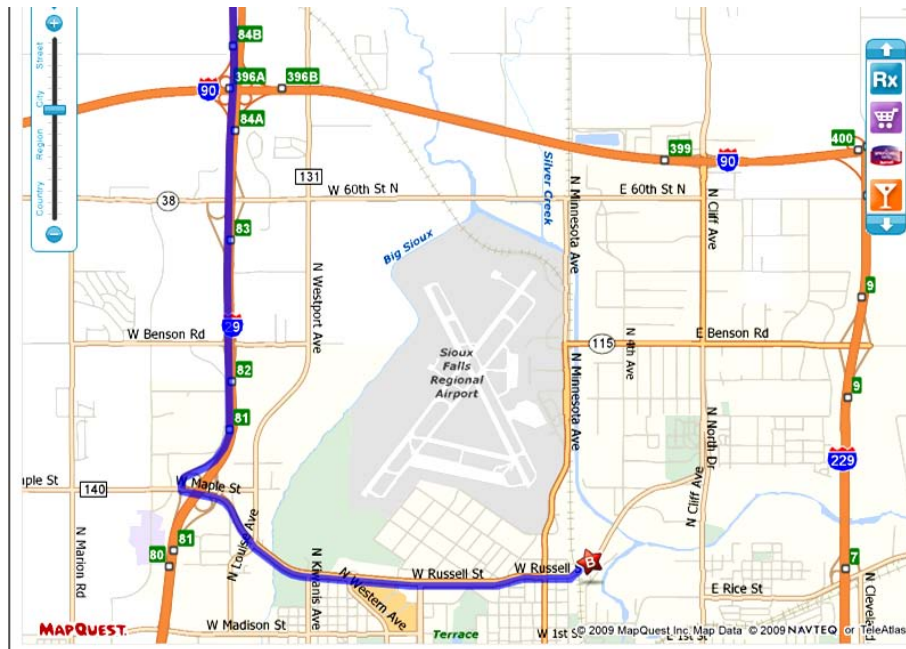 84B
90
396A
396B
84A
Street
City
Region
Country
131
38
W 60th St N
83
Big Sioux
Silver Creek
N Minnesota Ave
E 60th St N
N Cliff Ave
399
90
400
Rx
N Westport Ave
W Benson Rd
29
82
81
Sioux
Falls
Regional
Airport
N Minnesota Ave
115
N 4th Ave
E Benson Rd
9
9
N North Dr
N Cliff Ave
229
aple St
140
W Maple St
81
80
N Marion Rd
N Louise Ave
N Kiwanis Ave
N Western Ave
W Russell St
W Russell
B
E Rice St
7
N Cleveland
MAPQUEST.
W Madison St
Terrace
W 1st St
E 1st St
© 2009 MapQuest Inc. Map Data © 2009 NAVTEQ or TeleAtlas